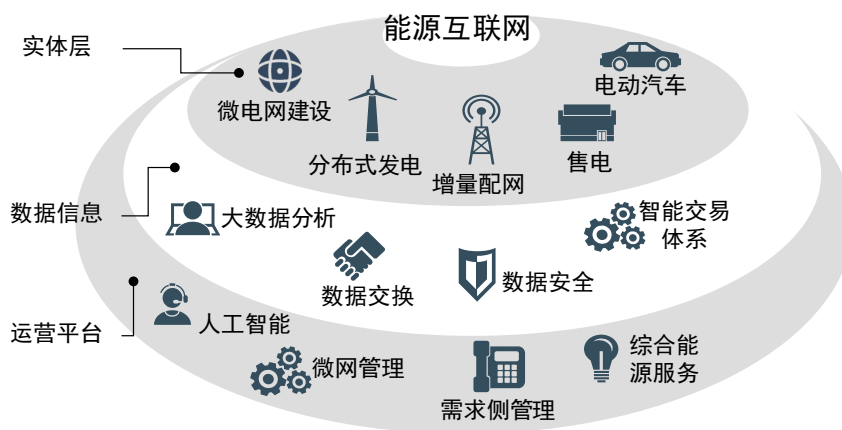 能源互联网
实体层
微电网建设
分布式发电
增量配网
售电
电动汽车
数据信息
大数据分析
数据交换
数据安全
智能交易
体系
运营平台
人工智能
微网管理
需求侧管理
综合能
源服务